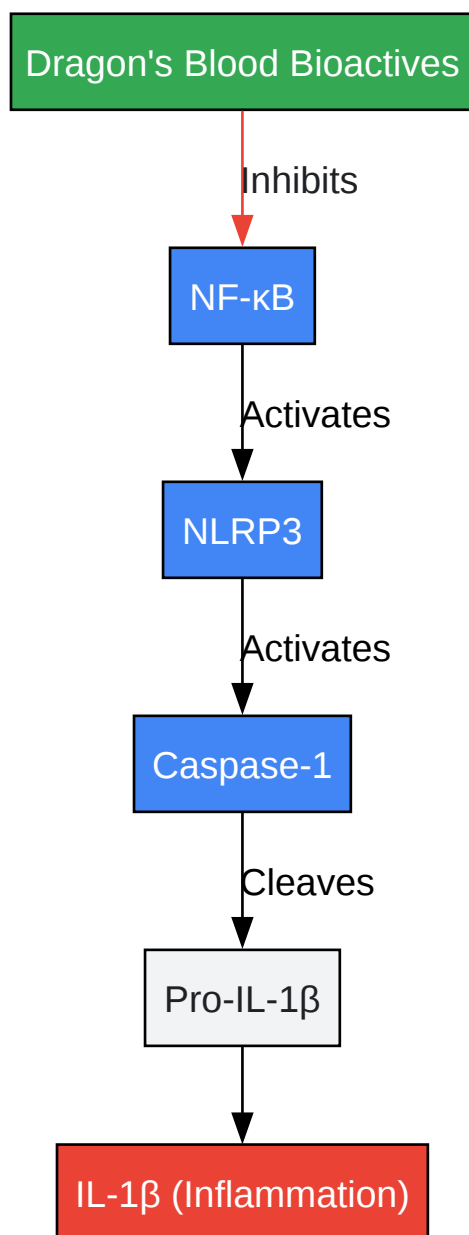 Dragon's Blood Bioactives
Inhibits
NF-κB
Activates
NLRP3
Activates
Caspase-1
Cleaves
Pro-IL-1β
IL-1β (Inflammation)